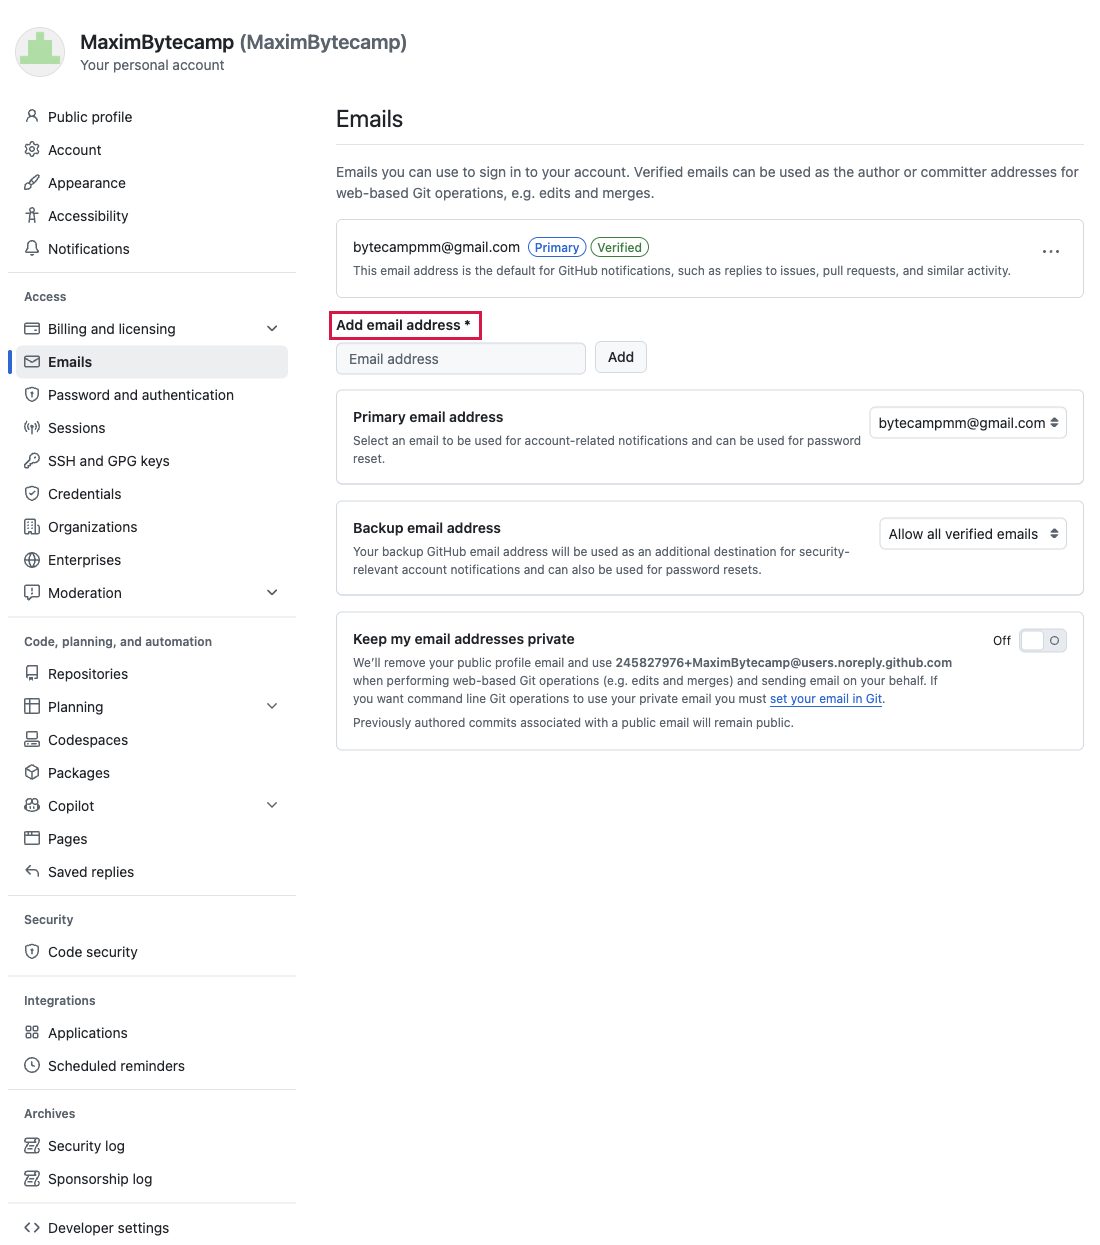 MaximBytecamp (MaximBytecamp)
Your personal account
Public profile
Account
Appearance
Accessibility
Notifications
Access
Billing and licensing
Emails
Password and authentication
Sessions
SSH and GPG keys
Credentials
Organizations
Enterprises
Moderation
Code, planning, and automation
Repositories
Planning
Codespaces
Packages
Copilot
Pages
Saved replies
Security
Code security
Integrations
Applications
Scheduled reminders
Archives
Security log
Sponsorship log
Developer settings
Emails
Emails you can use to sign in to your account. Verified emails can be used as the author or committer addresses for
web-based Git operations, e.g. edits and merges.
bytecampmm@gmail.com Primary Verified
This email address is the default for GitHub notifications, such as replies to issues, pull requests, and similar activity.
Add email address *
Email address Add
Primary email address
Select an email to be used for account-related notifications and can be used for password
reset.
bytecampmm@gmail.com
Backup email address
Your backup GitHub email address will be used as an additional destination for security-
relevant account notifications and can also be used for password resets.
Allow all verified emails
Keep my email addresses private
We'll remove your public profile email and use 245827976+MaximBytecamp@users.noreply.github.com
when performing web-based Git operations (e.g. edits and merges) and sending email on your behalf. If
you want command line Git operations to use your private email you must set your email in Git.
Previously authored commits associated with a public email will remain public.
Off